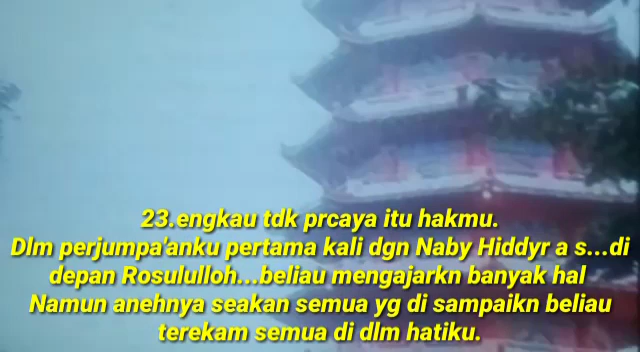 23.engkau tdk prcaya itu hakmu.
Dlm perjumpa'anku pertama kali dgn Naby Hiddyr a s...di
depan Rosululloh...beliau mengajarkn banyak hal
Namun anehnya seakan semua yg di sampaikn beliau
terekam semua di dlm hatiku.